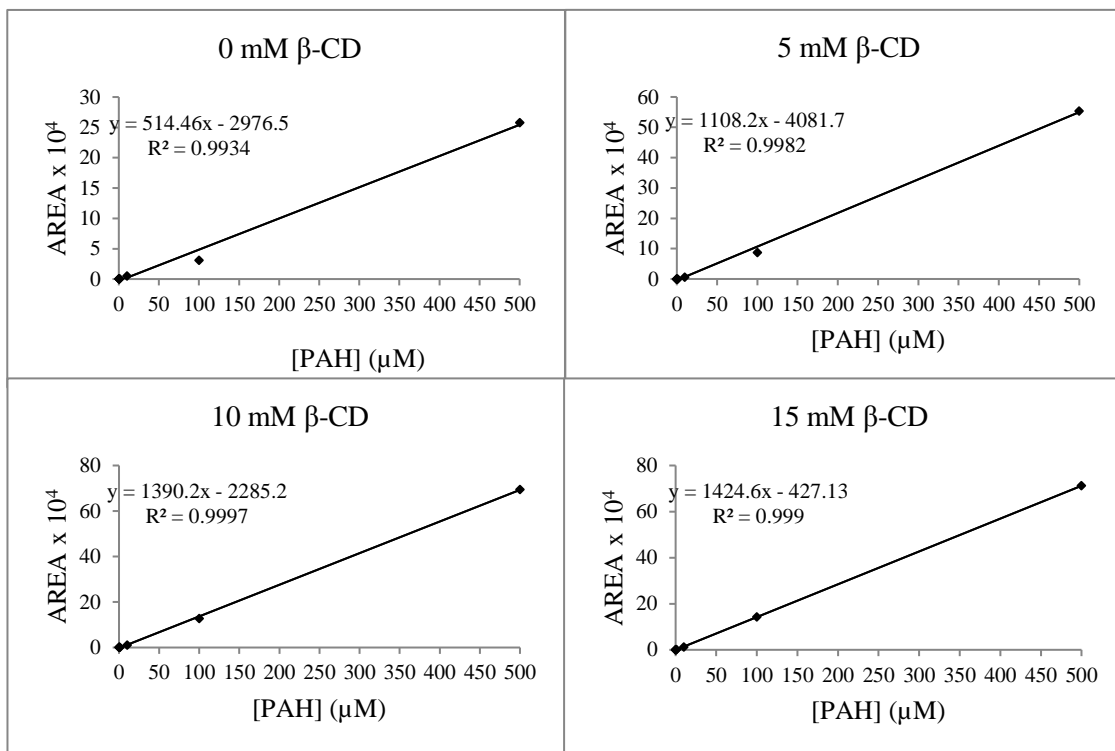 0 mM β-CD
AREA x 10⁴
30
25
20
15
10
5
0
y = 514.46x - 2976.5
R² = 0.9934
0 50 100 150 200 250 300 350 400 450 500
[PAH] (µM)
5 mM β-CD
AREA x 10⁴
60
50
40
30
20
10
0
y = 1108.2x - 4081.7
R² = 0.9982
0 50 100 150 200 250 300 350 400 450 500
[PAH] (µM)
10 mM β-CD
AREA x 10⁴
80
60
40
20
0
y = 1390.2x - 2285.2
R² = 0.9997
0 50 100 150 200 250 300 350 400 450 500
[PAH] (µM)
15 mM β-CD
AREA x 10⁴
80
60
40
20
0
y = 1424.6x - 427.13
R² = 0.999
0 50 100 150 200 250 300 350 400 450 500
[PAH] (µM)